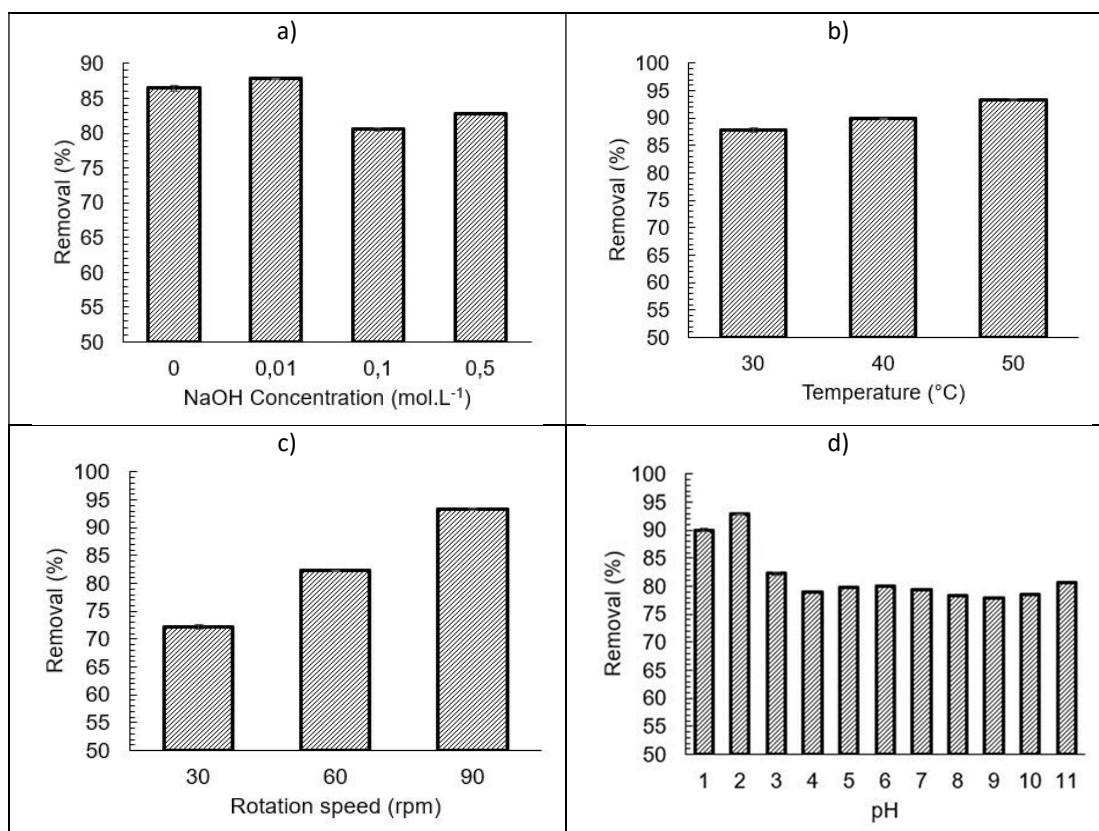 a)
90
85
80
75
70
65
60
55
50
Removal (%)
0 0,01 0,1 0,5
NaOH Concentration (mol.L⁻¹)
b)
100
95
90
85
80
75
70
65
60
55
50
Removal (%)
30 40 50
Temperature (°C)
c)
100
95
90
85
80
75
70
65
60
55
50
Removal (%)
30 60 90
Rotation speed (rpm)
d)
100
95
90
85
80
75
70
65
60
55
50
Removal (%)
1 2 3 4 5 6 7 8 9 10 11
pH